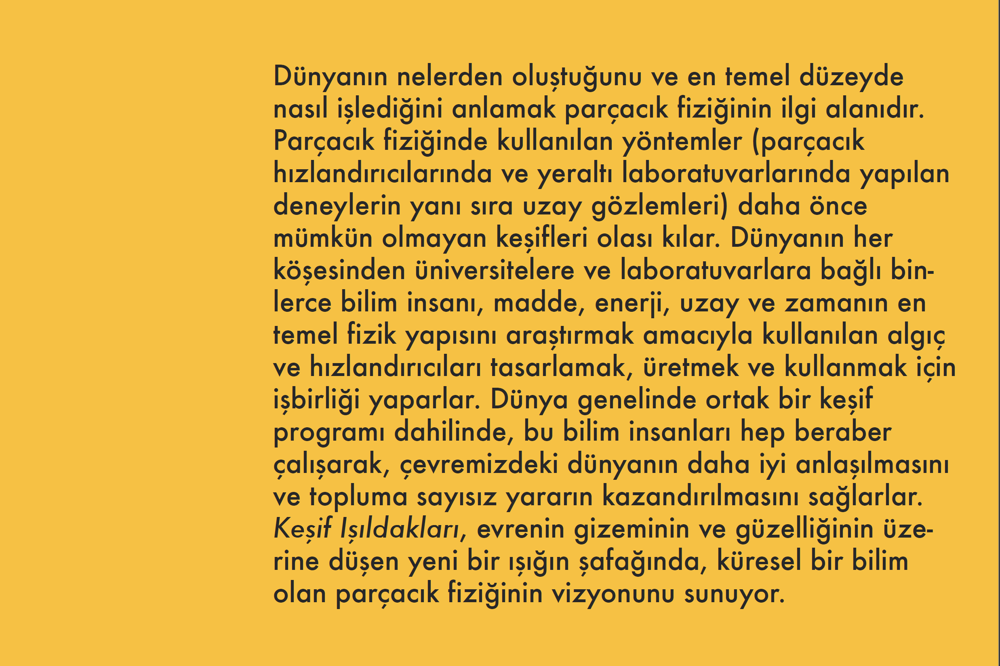 Dünyanın nelerden oluştuğunu ve en temel düzeyde
nasıl işlediğini anlamak parçacık fiziğinin ilgi alanıdır.
Parçacık fiziğinde kullanılan yöntemler (parçacık
hızlandırıcılarında ve yeraltı laboratuvarlarında yapılan
deneylerin yanı sıra uzay gözlemleri) daha önce
mümkün olmayan keşifleri olası kılar. Dünyanın her
köşesinden üniversitelere ve laboratuvarlara bağlı bin-
lerce bilim insanı, madde, enerji, uzay ve zamanın en
temel fizik yapısını araştırmak amacıyla kullanılan algıç
ve hızlandırıcıları tasarlamak, üretmek ve kullanmak için
işbirliği yaparlar. Dünya genelinde ortak bir keşif
programı dahilinde, bu bilim insanları hep beraber
çalışarak, çevremizdeki dünyanın daha iyi anlaşılmasını
ve topluma sayısız yararın kazandırılmasını sağlarlar.
Keşif Işıldakları, evrenin gizeminin ve güzelliğinin üze-
rine düşen yeni bir ışığın şafağında, küresel bir bilim
olan parçacık fiziğinin vizyonunu sunuyor.